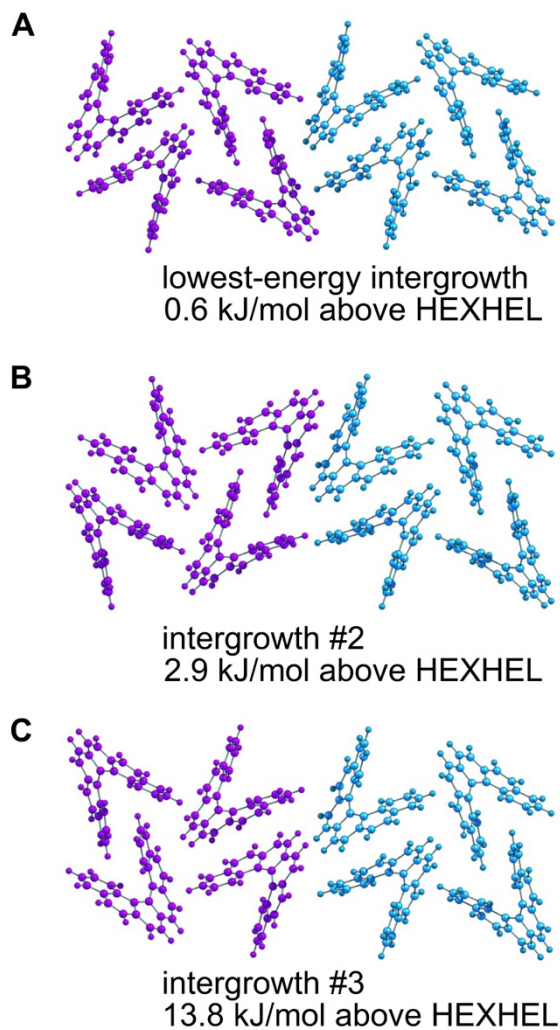 A
lowest-energy intergrowth
0.6 kJ/mol above HEXHEL
B
intergrowth #2
2.9 kJ/mol above HEXHEL
C
intergrowth #3
13.8 kJ/mol above HEXHEL